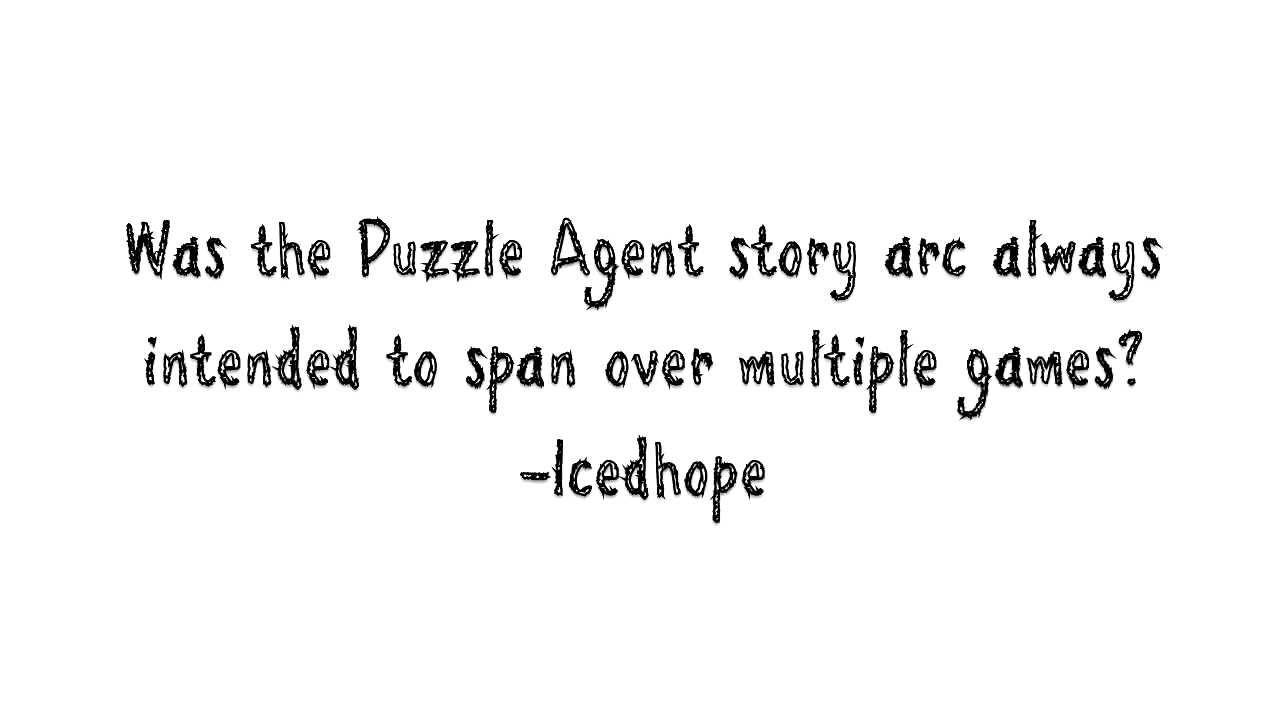 Was the Puzzle Agent story arc always
intended to span over multiple games?
-Icedhope